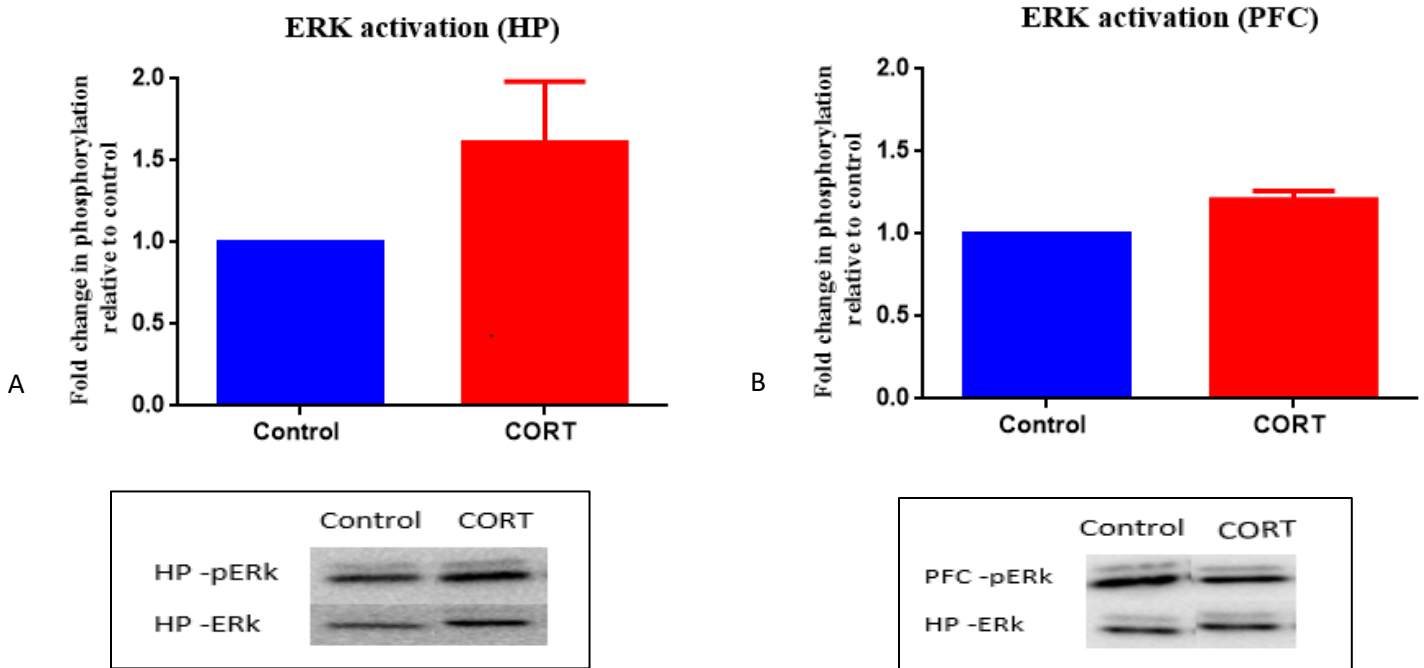 ERK activation (HP)
Fold change in phosphorylation
relative to control
2.0
1.5
1.0
0.5
0.0
Control
CORT
A
Control CORT
HP -pERk
HP -ERk
ERK activation (PFC)
Fold change in phosphorylation
relative to control
2.0
1.5
1.0
0.5
0.0
Control
CORT
B
Control CORT
PFC -pERk
HP -ERk